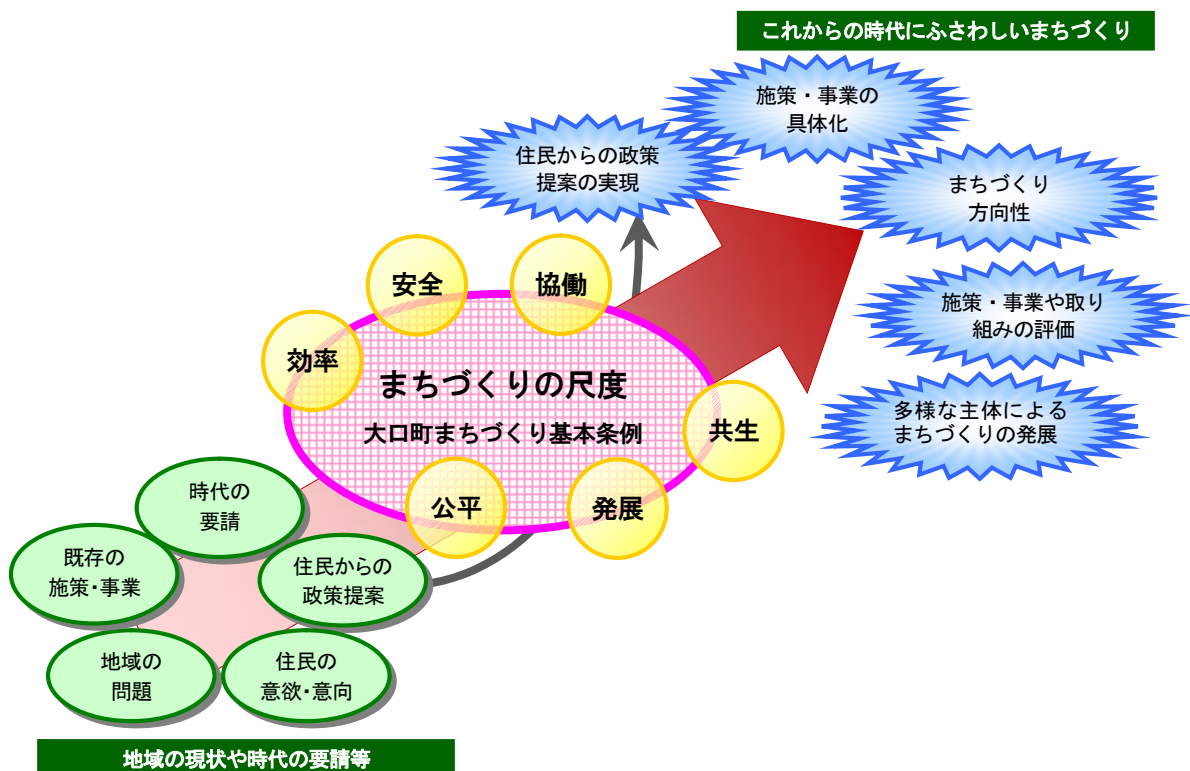 これからの時代にふさわしいまちづくり
施策・事業の
具体化
住民からの政策
提案の実現
まちづくり
方向性
施策・事業や取り
組みの評価
多様な主体による
まちづくりの発展
安全
協働
効率
まちづくりの尺度
大口町まちづくり基本条例
共生
公平
発展
時代の
要請
既存の
施策・事業
住民からの
政策提案
地域の
問題
住民の
意欲・意向
地域の現状や時代の要請等